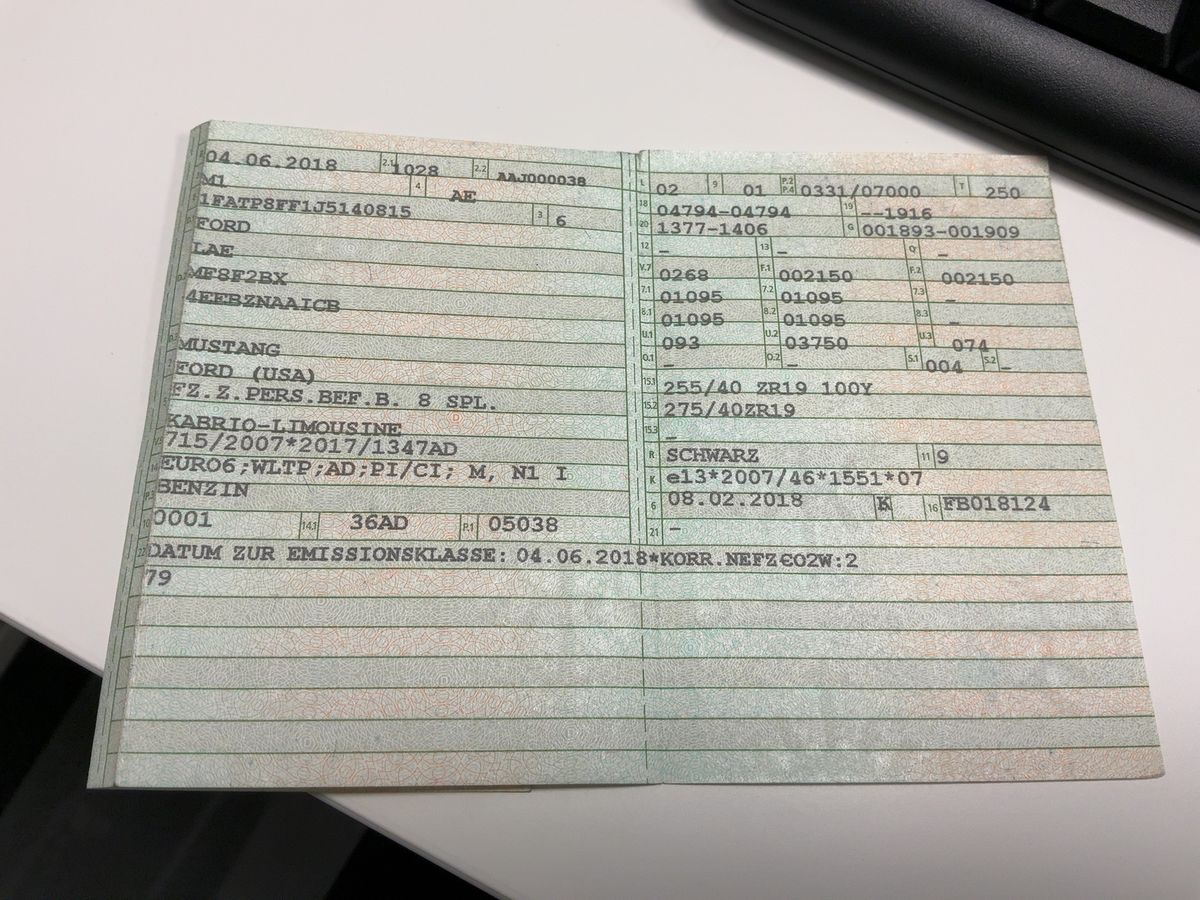 04.06.2018 2.1 1028 2.2 AAJ000038
M1 4 AE
1FATP8FF1J5140815 3 6
FORD
LAE
MF8F2BX
4EEBZNAAICB
MUSTANG
FORD (USA)
FZ.Z.PERS.BEF.B. 8 SPL.
KABRIO-LIMOUSINE
715/2007*2017/1347AD
EURO6;WLTP;AD;PI/CI; M, N1 I
BENZIN
0001 14.1 36AD P.1 05038
L 02 9 01 P.2 P.4 0331/07000 T 250
18 04794-04794 19 --1916
20 1377-1406 G 001893-001909
12 – 13 – Q –
V.7 0268 F.1 002150 F.2 002150
7.1 01095 7.2 01095 7.3 –
8.1 01095 8.2 01095 8.3 –
U.1 093 U.2 03750 U.3 074
O.1 – O.2 – S.1 004 S.2 –
15.1 255/40 ZR19 100Y
15.2 275/40ZR19
15.3 –
R SCHWARZ 11 9
K e13*2007/46*1551*07
6 08.02.2018 K 16 FB018124
21 –
DATUM ZUR EMISSIONSKLASSE: 04.06.2018*KORR.NEFZCO2W:2
79